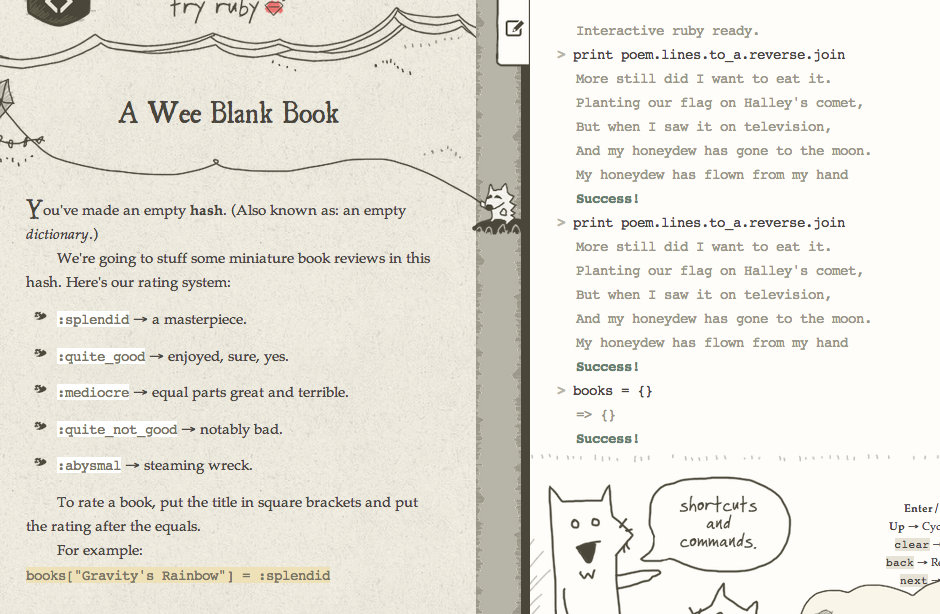 try ruby
A Wee Blank Book
You've made an empty hash. (Also known as: an empty
dictionary.)
We're going to stuff some miniature book reviews in this
hash. Here's our rating system:
:splendid → a masterpiece.
:quite_good → enjoyed, sure, yes.
:mediocre → equal parts great and terrible.
:quite_not_good → notably bad.
:abysmal → steaming wreck.
To rate a book, put the title in square brackets and put
the rating after the equals.
For example:
books["Gravity's Rainbow"] = :splendid
Interactive ruby ready.
> print poem.lines.to_a.reverse.join
More still did I want to eat it.
Planting our flag on Halley's comet,
But when I saw it on television,
And my honeydew has gone to the moon.
My honeydew has flown from my hand
Success!
> print poem.lines.to_a.reverse.join
More still did I want to eat it.
Planting our flag on Halley's comet,
But when I saw it on television,
And my honeydew has gone to the moon.
My honeydew has flown from my hand
Success!
> books = {}
=> {}
Success!
shortcuts
and
commands.
Enter/
Up →
clear →
back →
next →